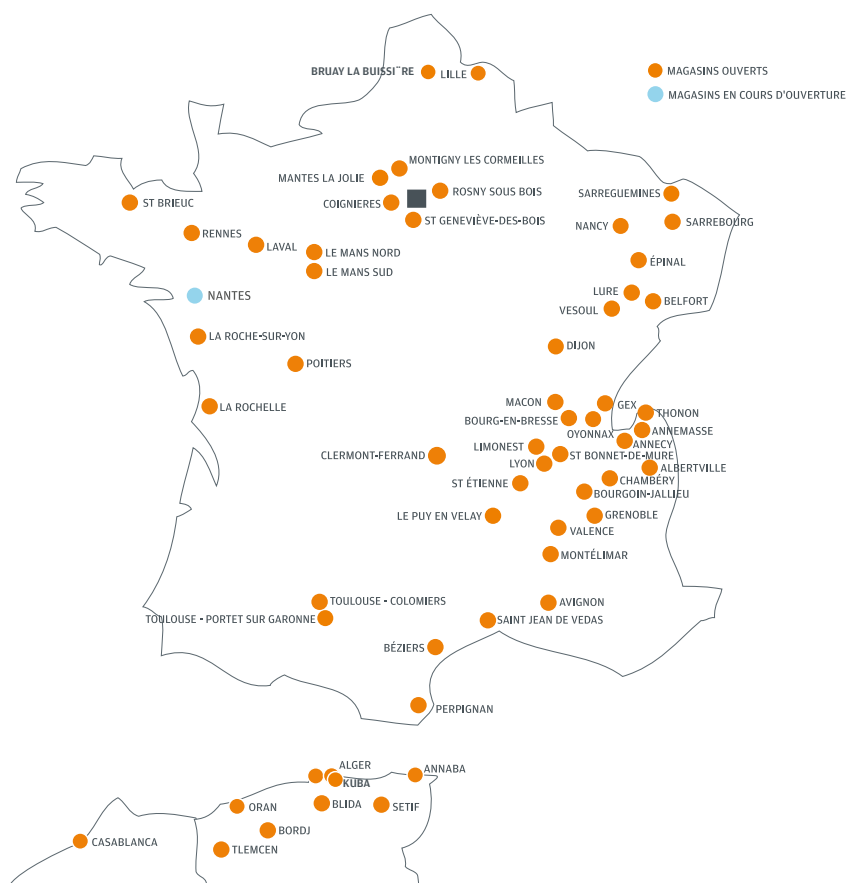 BRUAY LA BUISSI¨RE
LILLE
MAGASINS OUVERTS
MAGASINS EN COURS D'OUVERTURE
MONTIGNY LES CORMEILLES
MANTES LA JOLIE
ROSNY SOUS BOIS
COIGNIERES
ST GENEVIÈVE-DES-BOIS
ST BRIEUC
RENNES
LAVAL
LE MANS NORD
LE MANS SUD
NANTES
LA ROCHE-SUR-YON
POITIERS
LA ROCHELLE
SARREGUEMINES
NANCY
SARREBOURG
ÉPINAL
LURE
BELFORT
VESOUL
DIJON
MACON
GEX
THONON
BOURG-EN-BRESSE
OYONNAX
ANNEMASSE
ANNECY
LIMONEST
ST BONNET-DE-MURE
CLERMONT-FERRAND
LYON
ALBERTVILLE
CHAMBÉRY
ST ÉTIENNE
BOURGOIN-JALLIEU
LE PUY EN VELAY
GRENOBLE
VALENCE
MONTÉLIMAR
TOULOUSE - COLOMIERS
AVIGNON
TOULOUSE - PORTET SUR GARONNE
SAINT JEAN DE VEDAS
BÉZIERS
PERPIGNAN
ALGER
KUBA
ANNABA
ORAN
BLIDA
SETIF
BORDJ
CASABLANCA
TLEMCEN